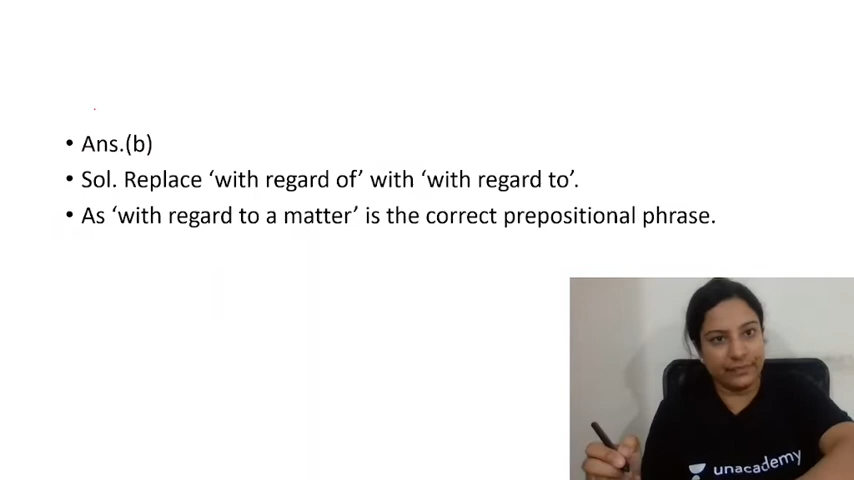 • Ans.(b)
• Sol. Replace ‘with regard of’ with ‘with regard to’.
• As ‘with regard to a matter’ is the correct prepositional phrase.
unacademy